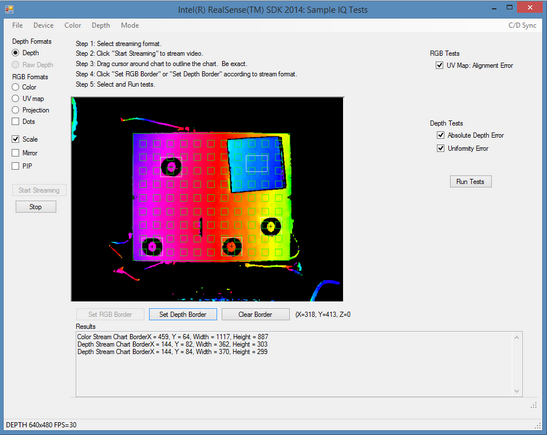 Intel(R) RealSense(TM) SDK 2014: Sample IQ Tests
File Device Color Depth Mode C/D Sync
Depth Formats
Depth
Raw Depth
RGB Formats
Color
UV map
Projection
Dots
Scale
Mirror
PIP
Start Streaming
Stop
Step 1: Select streaming format.
Step 2: Click "Start Streaming" to stream video.
Step 3: Drag cursor around chart to outline the chart. Be exact.
Step 4: Click "Set RGB Border" or "Set Depth Border" according to stream format.
Step 5: Select and Run tests.
RGB Tests
UV Map: Alignment Error
Depth Tests
Absolute Depth Error
Uniformity Error
Run Tests
Set RGB Border Set Depth Border Clear Border (X=318, Y=413, Z=0
Results
Color Stream Chart BorderX = 459, Y = 64, Width = 1117, Height = 887
Depth Stream Chart BorderX = 144, Y = 82, Width = 362, Height = 303
Depth Stream Chart BorderX = 144, Y = 84, Width = 370, Height = 299
DEPTH 640x480 FPS=30